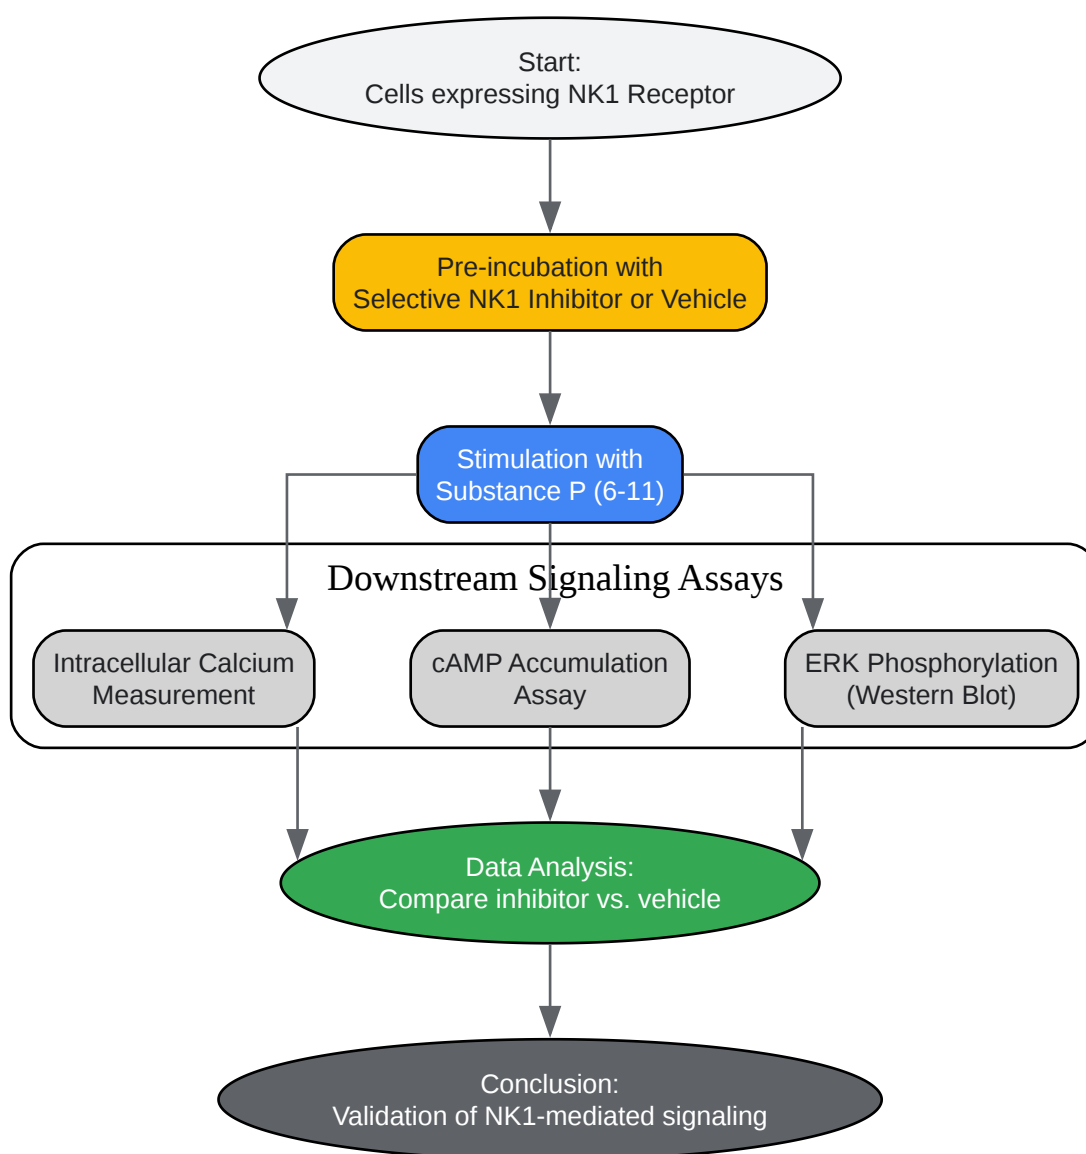 Start:
Cells expressing NK1 Receptor
Pre-incubation with
Selective NK1 Inhibitor or Vehicle
Stimulation with
Substance P (6-11)
Downstream Signaling Assays
Intracellular Calcium
Measurement
cAMP Accumulation
Assay
ERK Phosphorylation
(Western Blot)
Data Analysis:
Compare inhibitor vs. vehicle
Conclusion:
Validation of NK1-mediated signaling